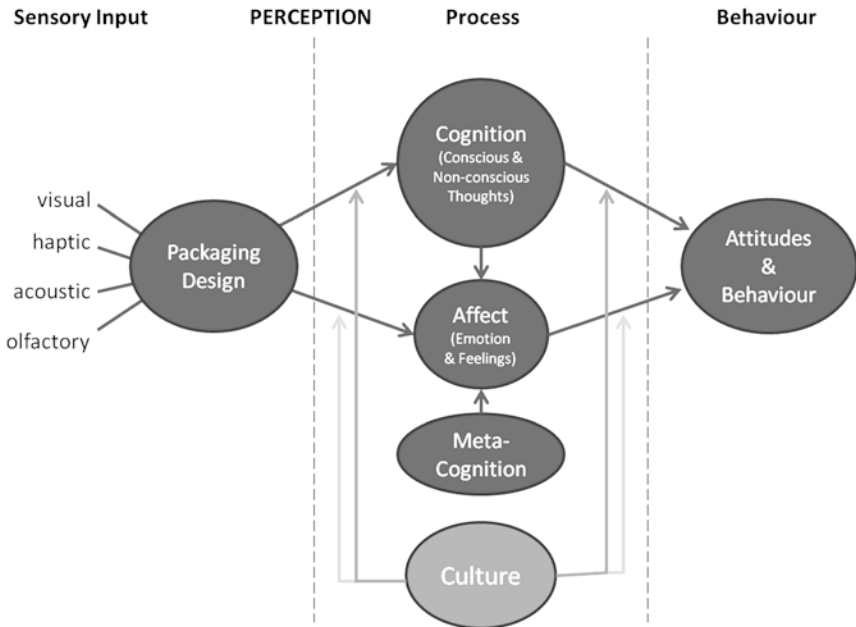 Sensory Input PERCEPTION Process Behaviour
visual
haptic
acoustic
olfactory
Packaging
Design
Cognition
(Conscious &
Non-conscious
Thoughts)
Affect
(Emotion
& Feelings)
Meta-
Cognition
Culture
Attitudes
&
Behaviour